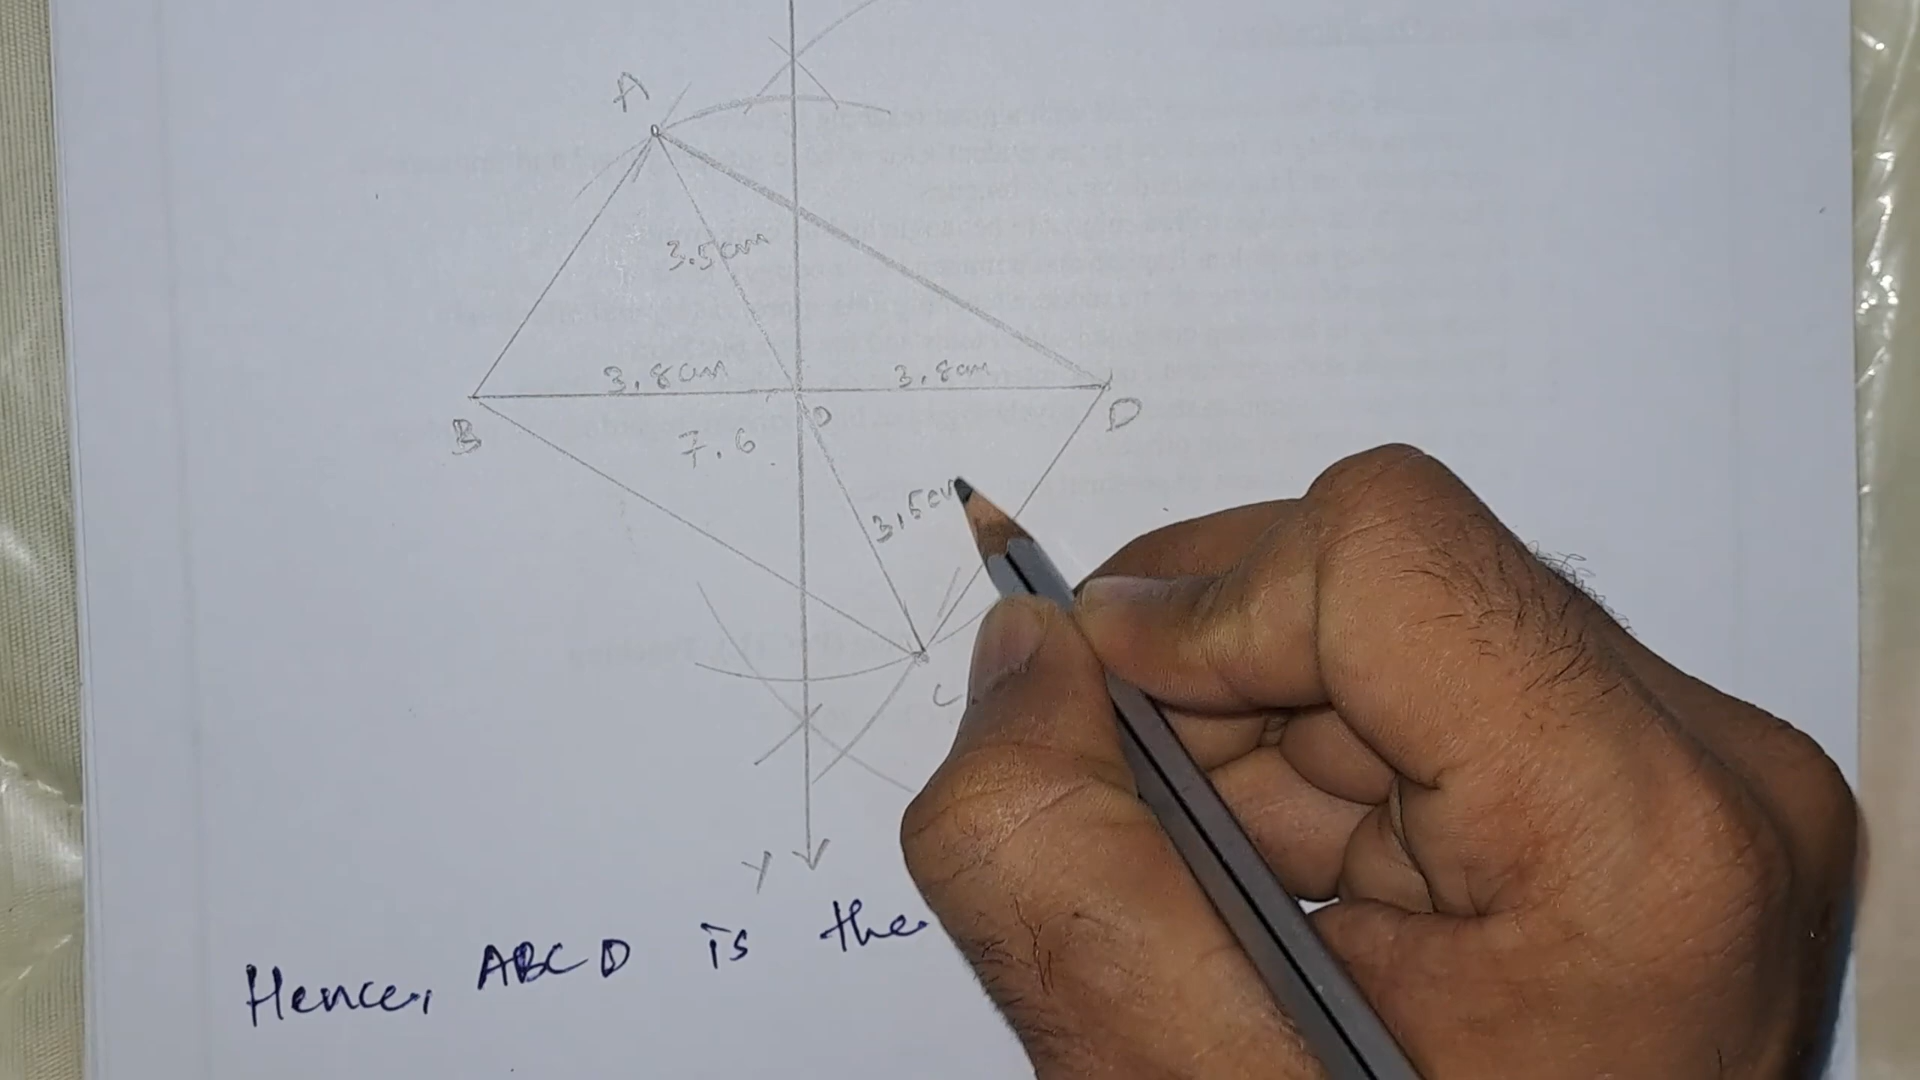 A
3.5cm
3.8cm 3.8cm
B O D
7.6
3.5cm
C
Y
Hence, ABCD is the